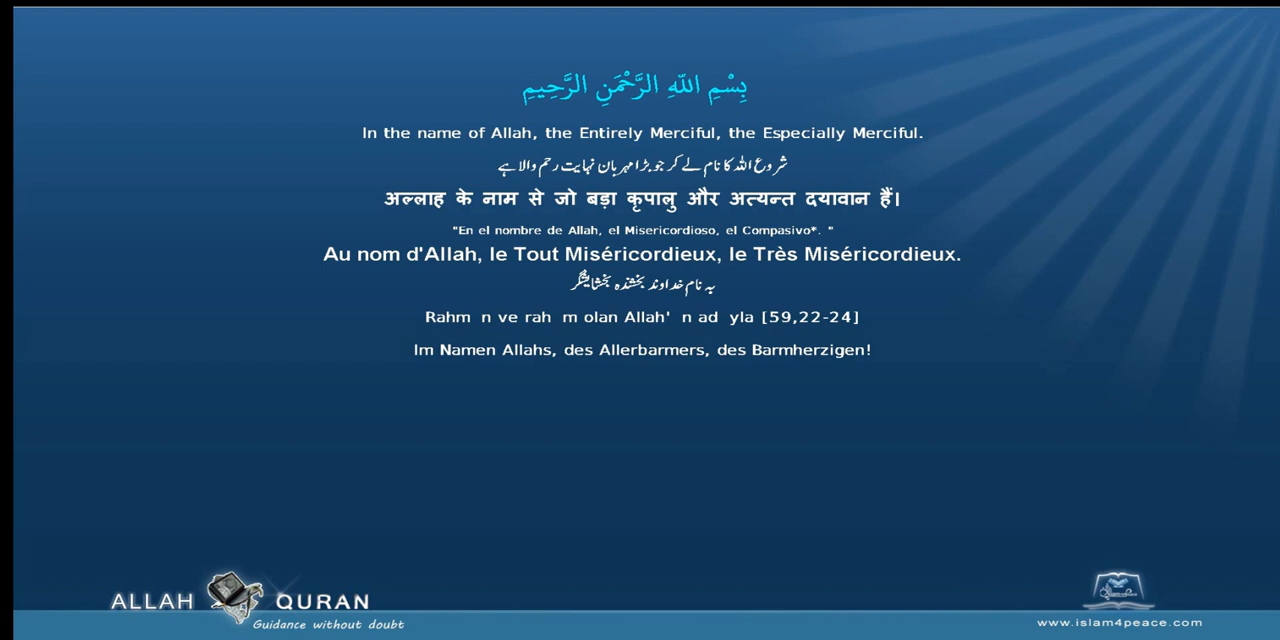 بِسْمِ اللَّهِ الرَّحْمَنِ الرَّحِيمِ
In the name of Allah, the Entirely Merciful, the Especially Merciful.
شروع اللہ کا نام لے کر جو بڑا مہربان نہایت رحم والا ہے
अल्लाह के नाम से जो बड़ा कृपालु और अत्यन्त दयावान हैं।
"En el nombre de Allah, el Misericordioso, el Compasivo*. "
Au nom d'Allah, le Tout Miséricordieux, le Très Miséricordieux.
به نام خداوند بخشنده بخشایشگر
Rahm n ve rah m olan Allah' n ad yla [59,22-24]
Im Namen Allahs, des Allerbarmers, des Barmherzigen!
ALLAH QURAN
Guidance without doubt
www.islam4peace.com